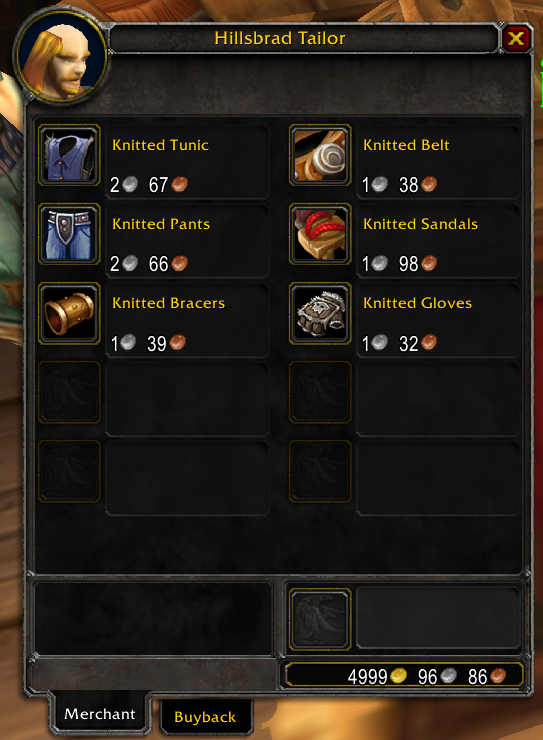 Hillsbrad Tailor
Knitted Tunic
2 67
Knitted Belt
1 38
Knitted Pants
2 66
Knitted Sandals
1 98
Knitted Bracers
1 39
Knitted Gloves
1 32
4999 96 86
Merchant
Buyback